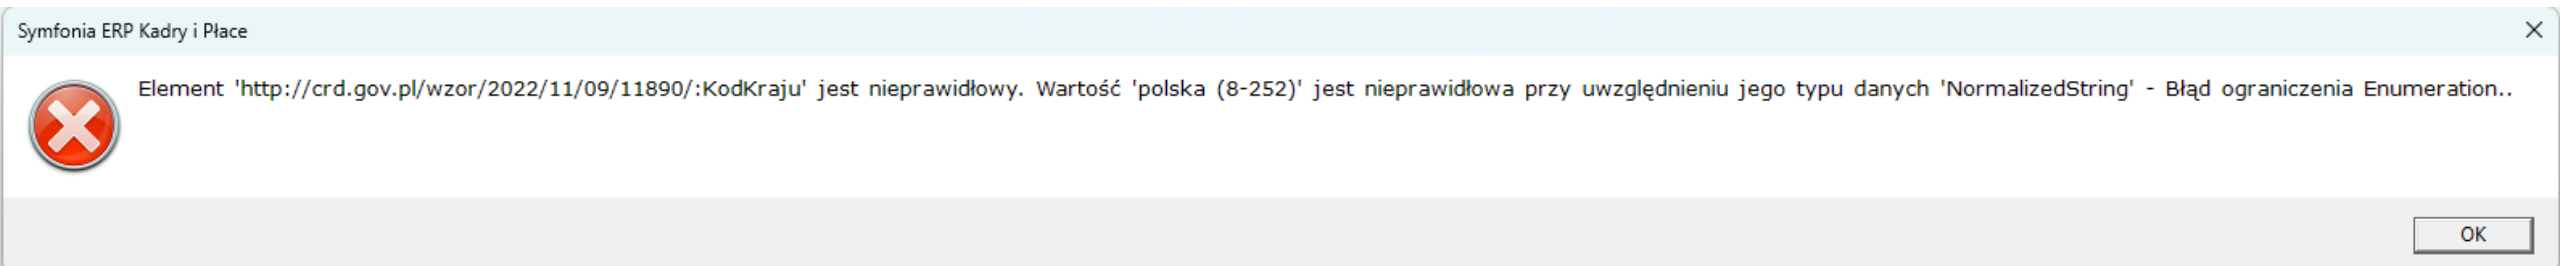 Symfonia ERP Kadry i Płace
Element 'http://crd.gov.pl/wzor/2022/11/09/11890/:KodKraju' jest nieprawidłowy. Wartość 'polska (8-252)' jest nieprawidłowa przy uwzględnieniu jego typu danych 'NormalizedString' - Błąd ograniczenia Enumeration..
OK